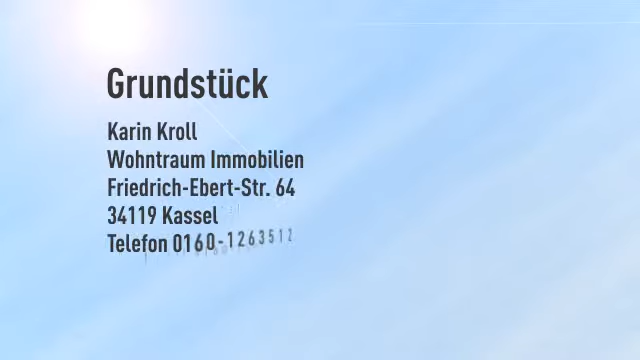 Grundstück
Karin Kroll
Wohntraum Immobilien
Friedrich-Ebert-Str. 64
34119 Kassel
Telefon 0160-1263512